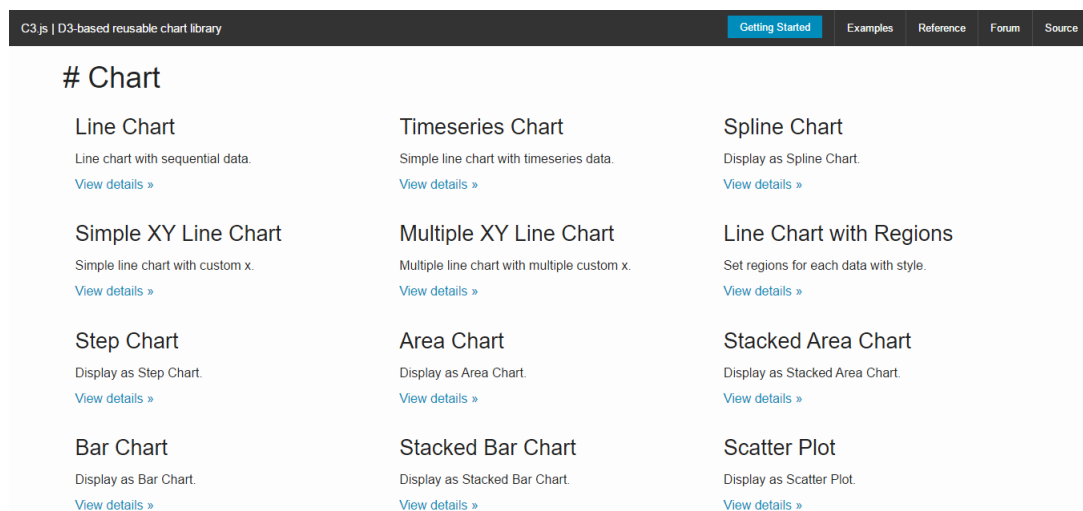 C3.js | D3-based reusable chart library
Getting Started
Examples
Reference
Forum
Source
# Chart
Line Chart
Line chart with sequential data.
View details »
Timeseries Chart
Simple line chart with timeseries data.
View details »
Spline Chart
Display as Spline Chart.
View details »
Simple XY Line Chart
Simple line chart with custom x.
View details »
Multiple XY Line Chart
Multiple line chart with multiple custom x.
View details »
Line Chart with Regions
Set regions for each data with style.
View details »
Step Chart
Display as Step Chart.
View details »
Area Chart
Display as Area Chart.
View details »
Stacked Area Chart
Display as Stacked Area Chart.
View details »
Bar Chart
Display as Bar Chart.
View details »
Stacked Bar Chart
Display as Stacked Bar Chart.
View details »
Scatter Plot
Display as Scatter Plot.
View details »